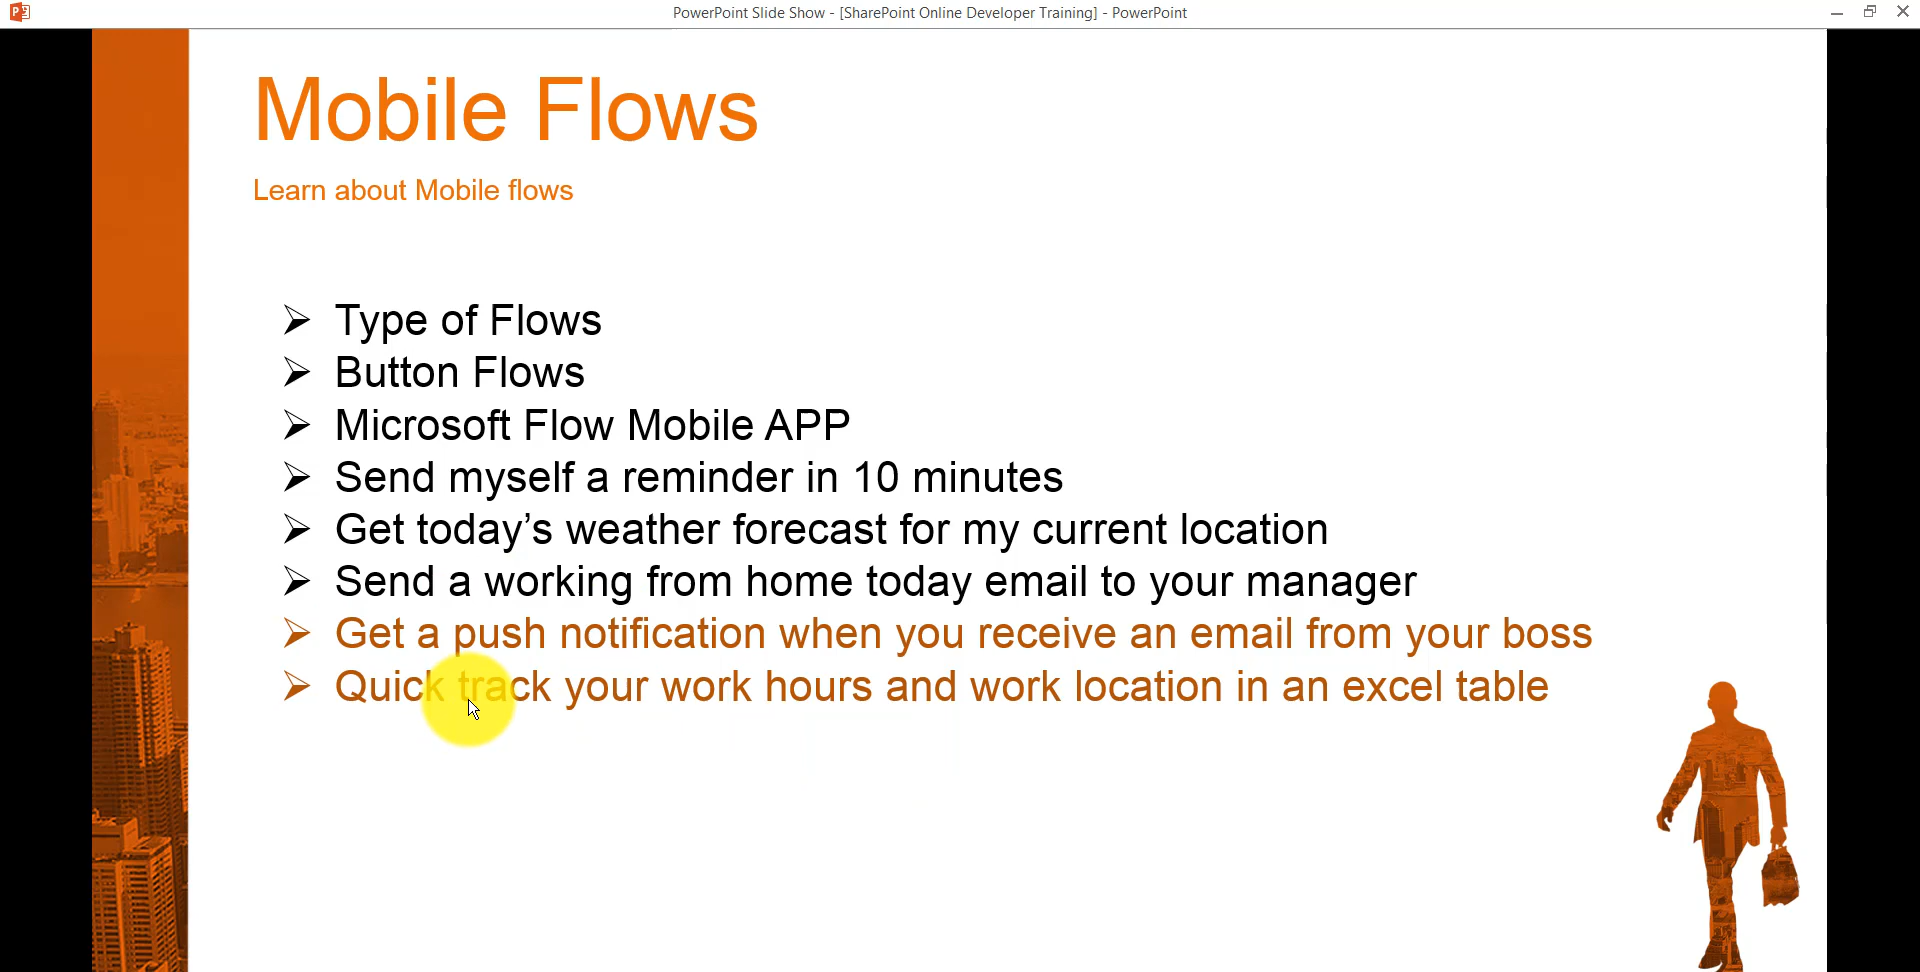 PowerPoint Slide Show - [SharePoint Online Developer Training] - PowerPoint
Mobile Flows
Learn about Mobile flows
➢ Type of Flows
➢ Button Flows
➢ Microsoft Flow Mobile APP
➢ Send myself a reminder in 10 minutes
➢ Get today’s weather forecast for my current location
➢ Send a working from home today email to your manager
➢ Get a push notification when you receive an email from your boss
➢ Quick track your work hours and work location in an excel table